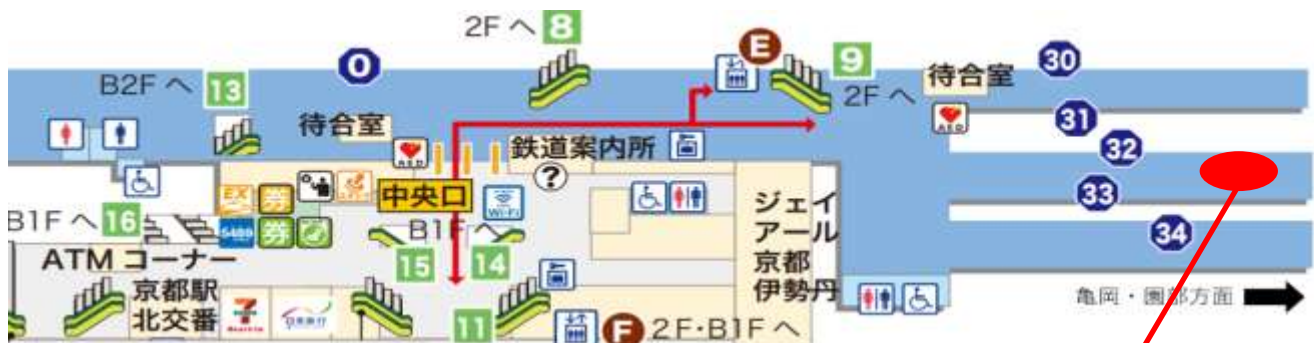 2F へ 8
E
9
2F へ
0
B2F へ 13
待合室
30
31
32
33
34
待合室
AED
AED
鉄道案内所
?
中央口
Wi-Fi
EX
券
5489
券
B1F へ 16
B1F へ
15
14
ATM コーナー
京都駅
北交番
11
F
2F・B1F へ
ジェイ
アール
京都
伊勢丹
亀岡・園部方面